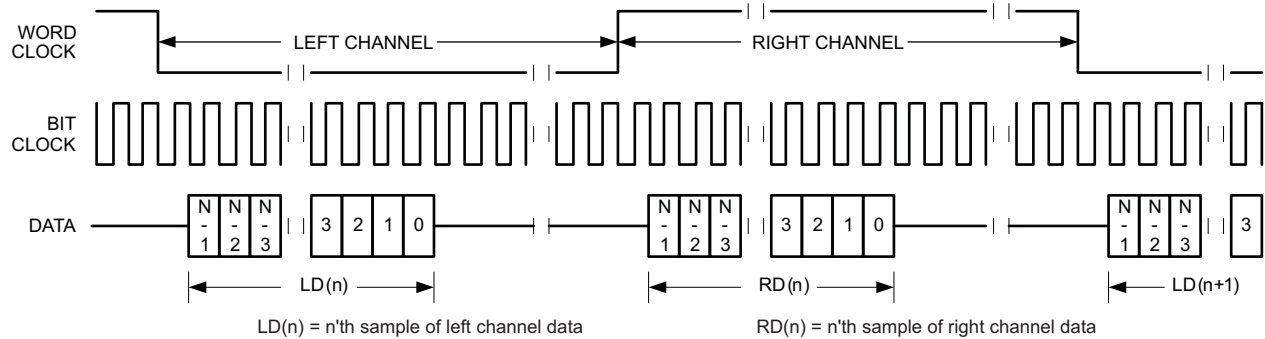 WORD
CLOCK
LEFT CHANNEL
RIGHT CHANNEL
BIT
CLOCK
DATA
N
-
1
N
-
2
N
-
3
3 2 1 0
N
-
1
N
-
2
N
-
3
3 2 1 0
N
-
1
N
-
2
N
-
3
3
LD(n)
RD(n)
LD(n+1)
LD(n) = n'th sample of left channel data
RD(n) = n'th sample of right channel data